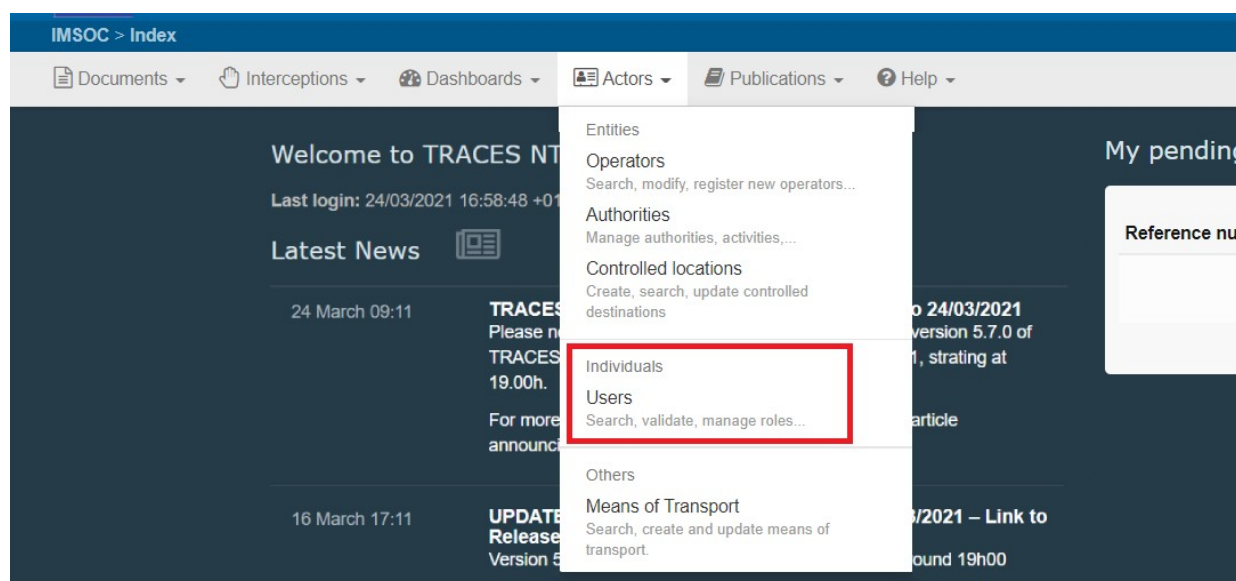 IMSOC > Index
Documents
Interceptions
Dashboards
Actors
Publications
Help
Welcome to TRACES NT
Last login: 24/03/2021 16:58:48 +01
Latest News
24 March 09:11
TRACES
o 24/03/2021
Please
version 5.7.0 of
TRACES
1, strating at
19.00h.
For more
article
16 March 17:11
UPDATE
/2021 – Link to
Release
Version 5
ound 19h00
Entities
Operators
Search, modify, register new operators...
Authorities
Manage authorities, activities,...
Controlled locations
Create, search, update controlled
destinations
Individuals
Users
Search, validate, manage roles...
Others
Means of Transport
Search, create and update means of
transport.
My pending
Reference nu